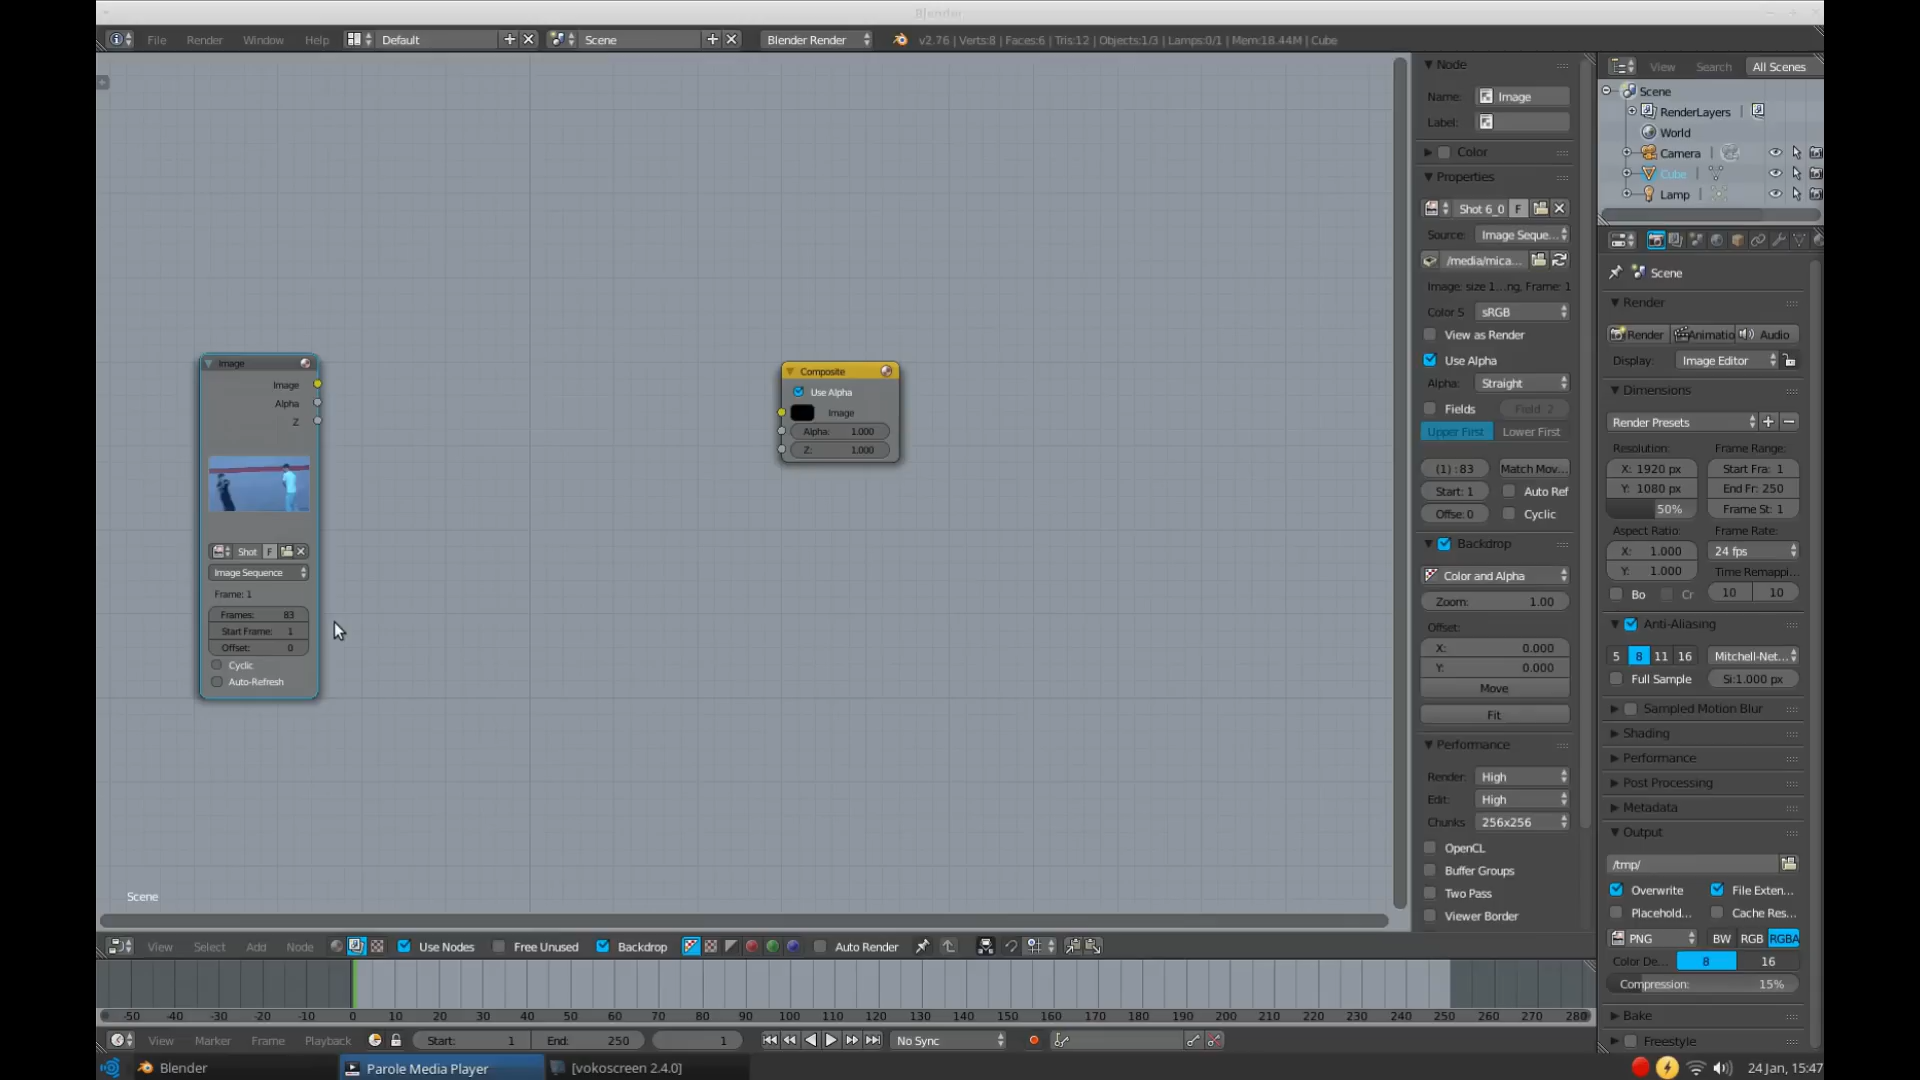 Blender
File Render Window Help Default Scene Blender Render v2.76 | Verts:8 | Faces:6 | Tris:12 | Objects:1/3 | Lamps:0/1 | Mem:18.44M | Cube
Image
Image
Alpha
Z
Shot F
Image Sequence
Frame: 1
Frames: 83
Start Frame: 1
Offset: 0
Cyclic
Auto-Refresh
Composite
Use Alpha
Image
Alpha: 1.000
Z: 1.000
Scene
Node
Name: Image
Label:
Color
Properties
Shot 6_0 F
Source: Image Seque...
/media/mica...
Image: size 1...ng, Frame: 1
Color S sRGB
View as Render
Use Alpha
Alpha: Straight
Fields Field 2
Upper First Lower First
(1) : 83 Match Mov...
Start: 1 Auto Ref
Offse: 0 Cyclic
Backdrop
Color and Alpha
Zoom: 1.00
Offset:
X: 0.000
Y: 0.000
Move
Fit
Performance
Render: High
Edit: High
Chunks 256x256
OpenCL
Buffer Groups
Two Pass
Viewer Border
View Search All Scenes
Scene
RenderLayers
World
Camera
Cube
Lamp
Scene
Render
Render Animatio Audio
Display: Image Editor
Dimensions
Render Presets
Resolution: Frame Range:
X: 1920 px Start Fra: 1
Y: 1080 px End Fr: 250
50% Frame St: 1
Aspect Ratio: Frame Rate:
X: 1.000 24 fps
Y: 1.000 Time Remappi...
Bo Cr 10 10
Anti-Aliasing
5 8 11 16 Mitchell-Net...
Full Sample Si:1.000 px
Sampled Motion Blur
Shading
Performance
Post Processing
Metadata
Output
/tmp/
Overwrite File Exten...
Placehold... Cache Res...
PNG BW RGB RGBA
Color De... 8 16
Compression: 15%
Bake
Freestyle
View Select Add Node Use Nodes Free Unused Backdrop Auto Render
-50 -40 -30 -20 -10 0 10 20 30 40 50 60 70 80 90 100 110 120 130 140 150 160 170 180 190 200 210 220 230 240 250 260 270 280
View Marker Frame Playback Start: 1 End: 250 1 No Sync
Blender Parole Media Player [vokoscreen 2.4.0] 24 Jan, 15:47